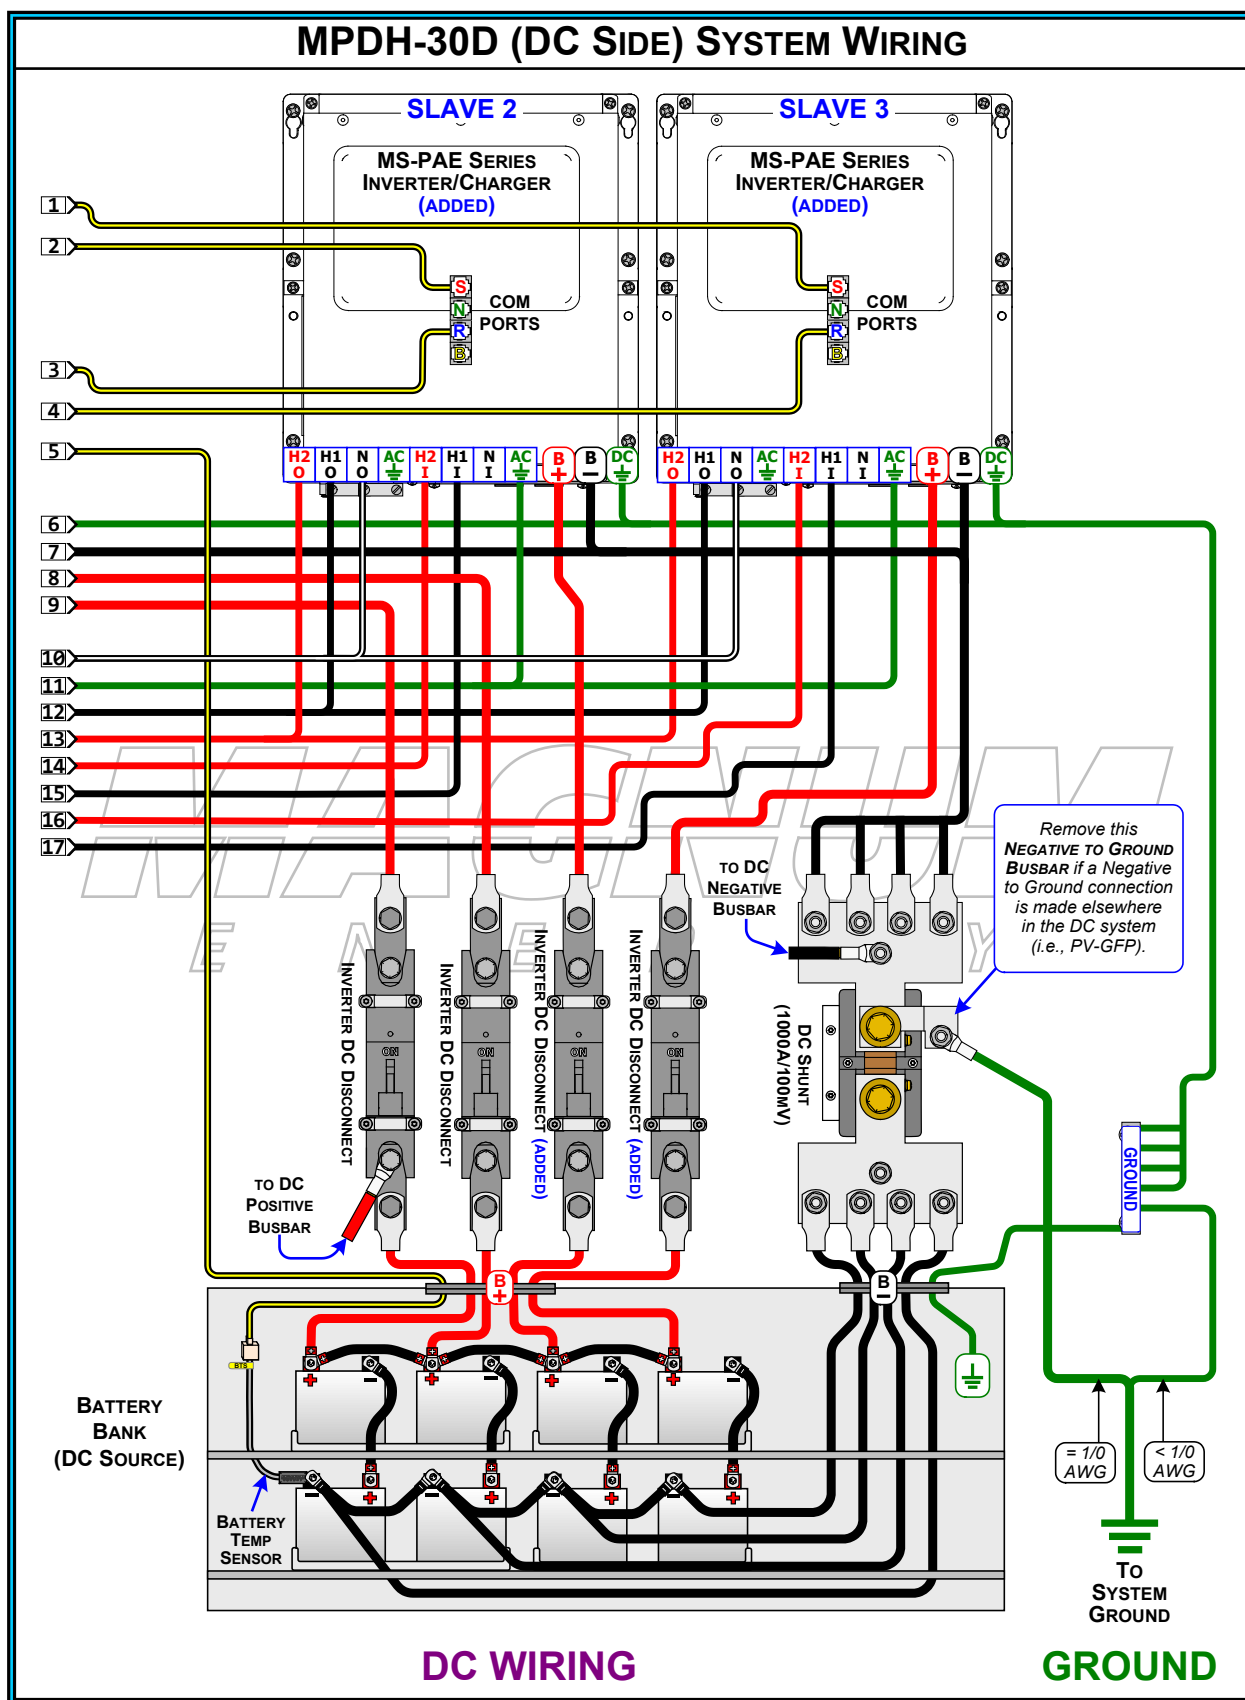 MPDH-30D (DC SIDE) SYSTEM WIRING
SLAVE 2
MS-PAE SERIES
INVERTER/CHARGER
(ADDED)
SLAVE 3
MS-PAE SERIES
INVERTER/CHARGER
(ADDED)
1
2
3
4
5
S
N
R
B
COM
PORTS
S
N
R
B
COM
PORTS
H2 O
H1 O
N O
AC
H2 I
H1 I
N I
AC
B +
B –
DC
H2 O
H1 O
N O
AC
H2 I
H1 I
N I
AC
B +
B –
DC
6
7
8
9
10
11
12
13
14
15
16
17
MAGNUM
ENERGY
Remove this
NEGATIVE TO GROUND
BUSBAR if a Negative
to Ground connection
is made elsewhere
in the DC system
(i.e., PV-GFP).
TO DC
NEGATIVE
BUSBAR
INVERTER DC DISCONNECT
ON
INVERTER DC DISCONNECT
ON
INVERTER DC DISCONNECT (ADDED)
ON
INVERTER DC DISCONNECT (ADDED)
ON
DC SHUNT
(1000A/100MV)
GROUND
TO DC
POSITIVE
BUSBAR
B +
B –
BTS
+ –
+ –
+ –
+ –
BATTERY
BANK
(DC SOURCE)
– +
– +
– +
– +
BATTERY
TEMP
SENSOR
= 1/0
AWG
< 1/0
AWG
TO
SYSTEM
GROUND
DC WIRING
GROUND